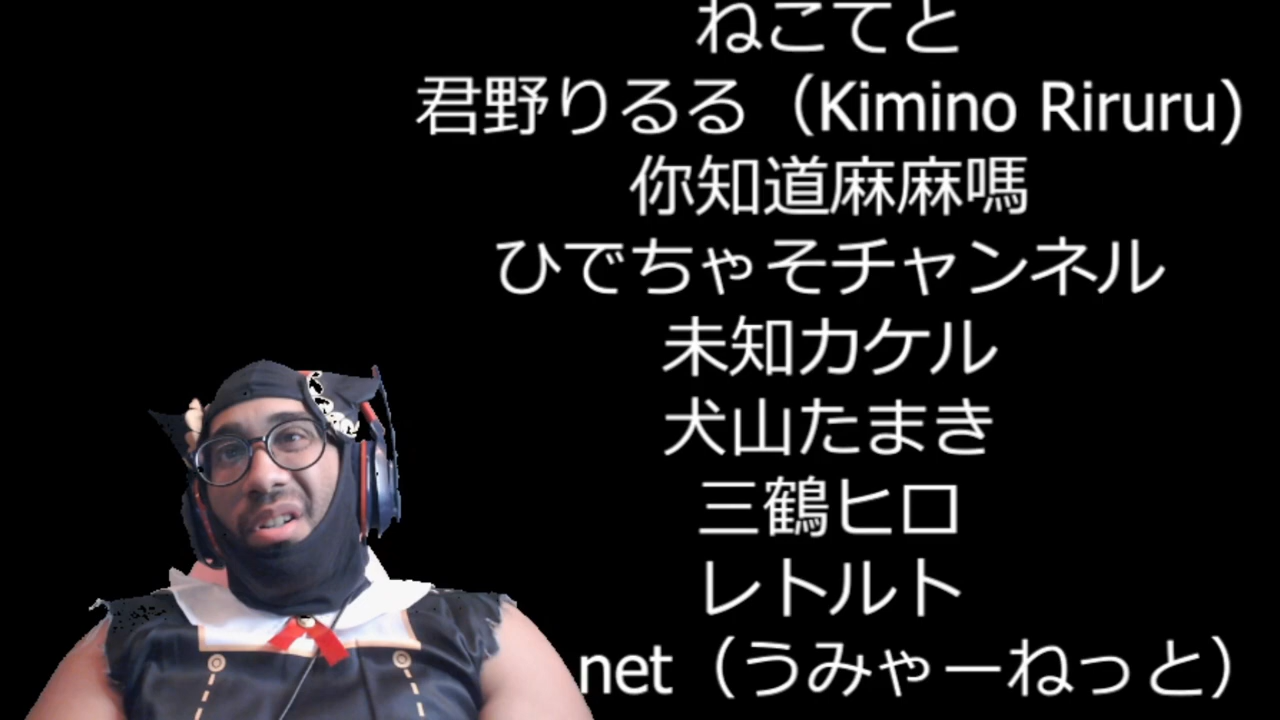 ねこてと
君野りるる（Kimino Riruru)
你知道麻麻嗎
ひでちゃそチャンネル
未知カケル
犬山たまき
三鶴ヒロ
レトルト
net（うみゃーねっと）